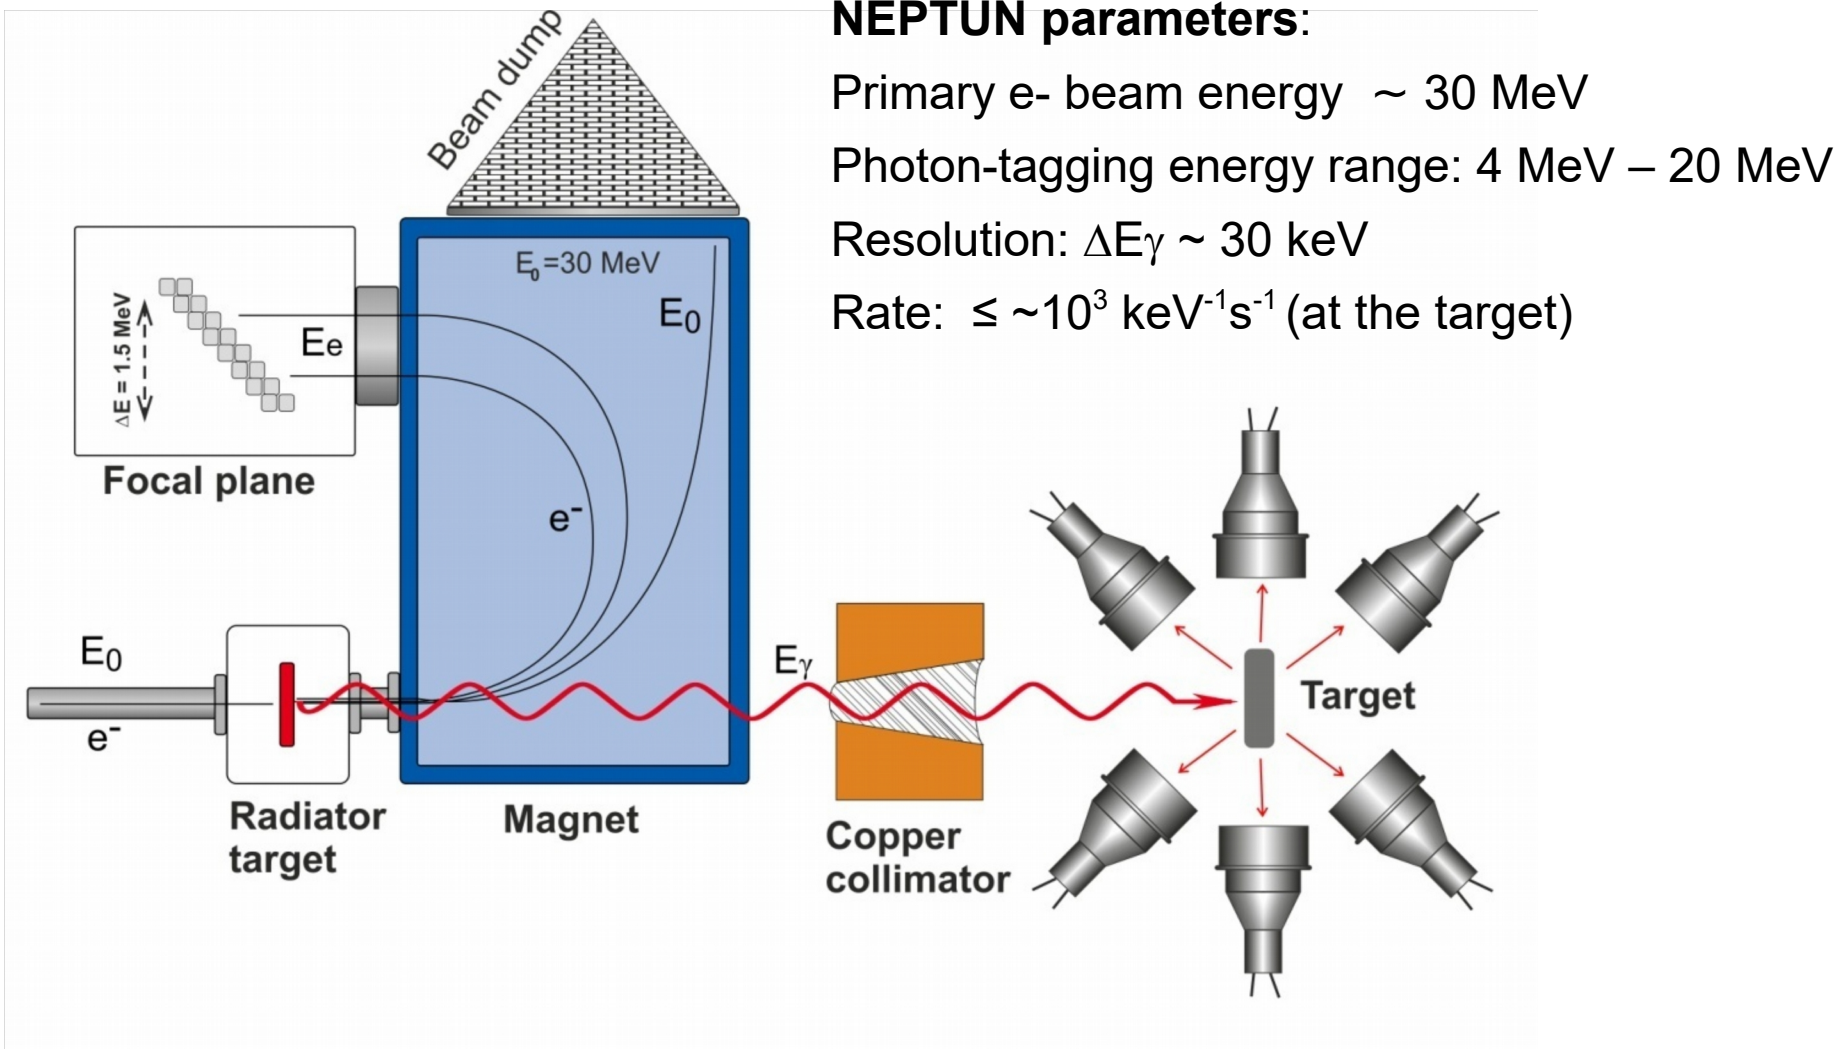 NEPTUN parameters:
Primary e- beam energy ~ 30 MeV
Photon-tagging energy range: 4 MeV – 20 MeV
Resolution: ΔEγ ~ 30 keV
Rate: ≤ ~10³ keV⁻¹s⁻¹ (at the target)
Beam dump
E₀=30 MeV
E₀
Ee
ΔE = 1.5 MeV
Focal plane
e⁻
E₀
e⁻
Eγ
Target
Radiator
target
Magnet
Copper
collimator